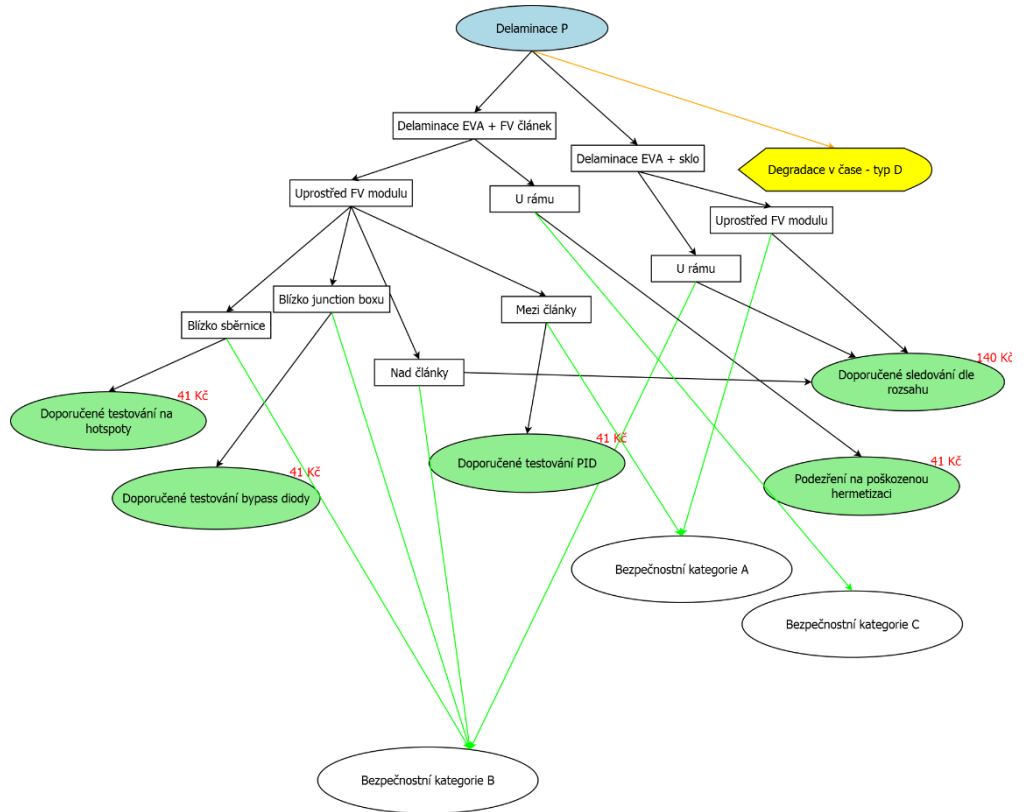 Delaminace P
Delaminace EVA + FV článek
Delaminace EVA + sklo
Degradace v čase - typ D
Uprostřed FV modulu
U rámu
Uprostřed FV modulu
U rámu
Blízko junction boxu
Mezi články
Blízko sběrnice
Nad články
140 Kč
Doporučené sledování dle
rozsahu
41 Kč
Doporučené testování na
hotspoty
41 Kč
Doporučené testování PID
41 Kč
Podezření na poškozenou
hermetizaci
41 Kč
Doporučené testování bypass diody
Bezpečnostní kategorie A
Bezpečnostní kategorie C
Bezpečnostní kategorie B